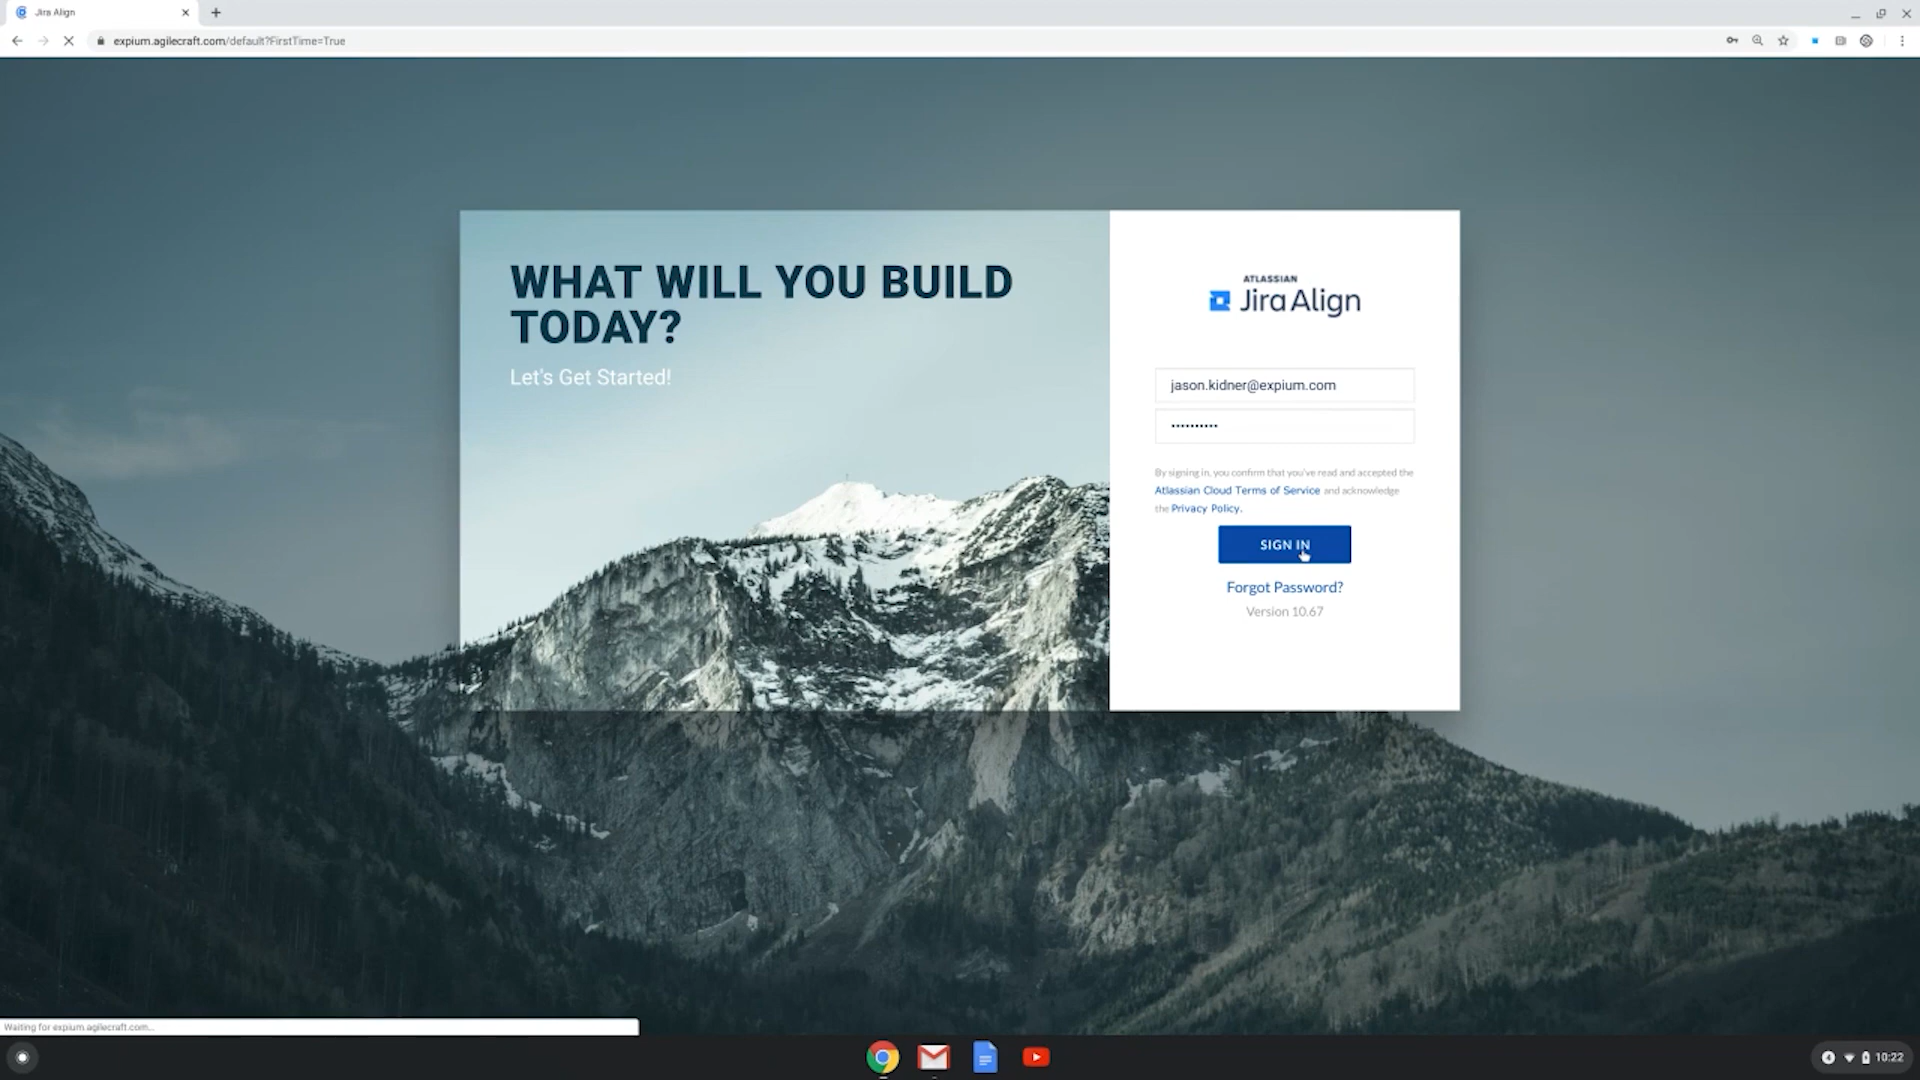 Jira Align
expium.agilecraft.com/default?FirstTime=True
WHAT WILL YOU BUILD
TODAY?
Let's Get Started!
ATLASSIAN
Jira Align
jason.kidner@expium.com
••••••••••
By signing in, you confirm that you've read and accepted the
Atlassian Cloud Terms of Service and acknowledge
the Privacy Policy.
SIGN IN
Forgot Password?
Version 10.67
Waiting for expium.agilecraft.com...
10:22